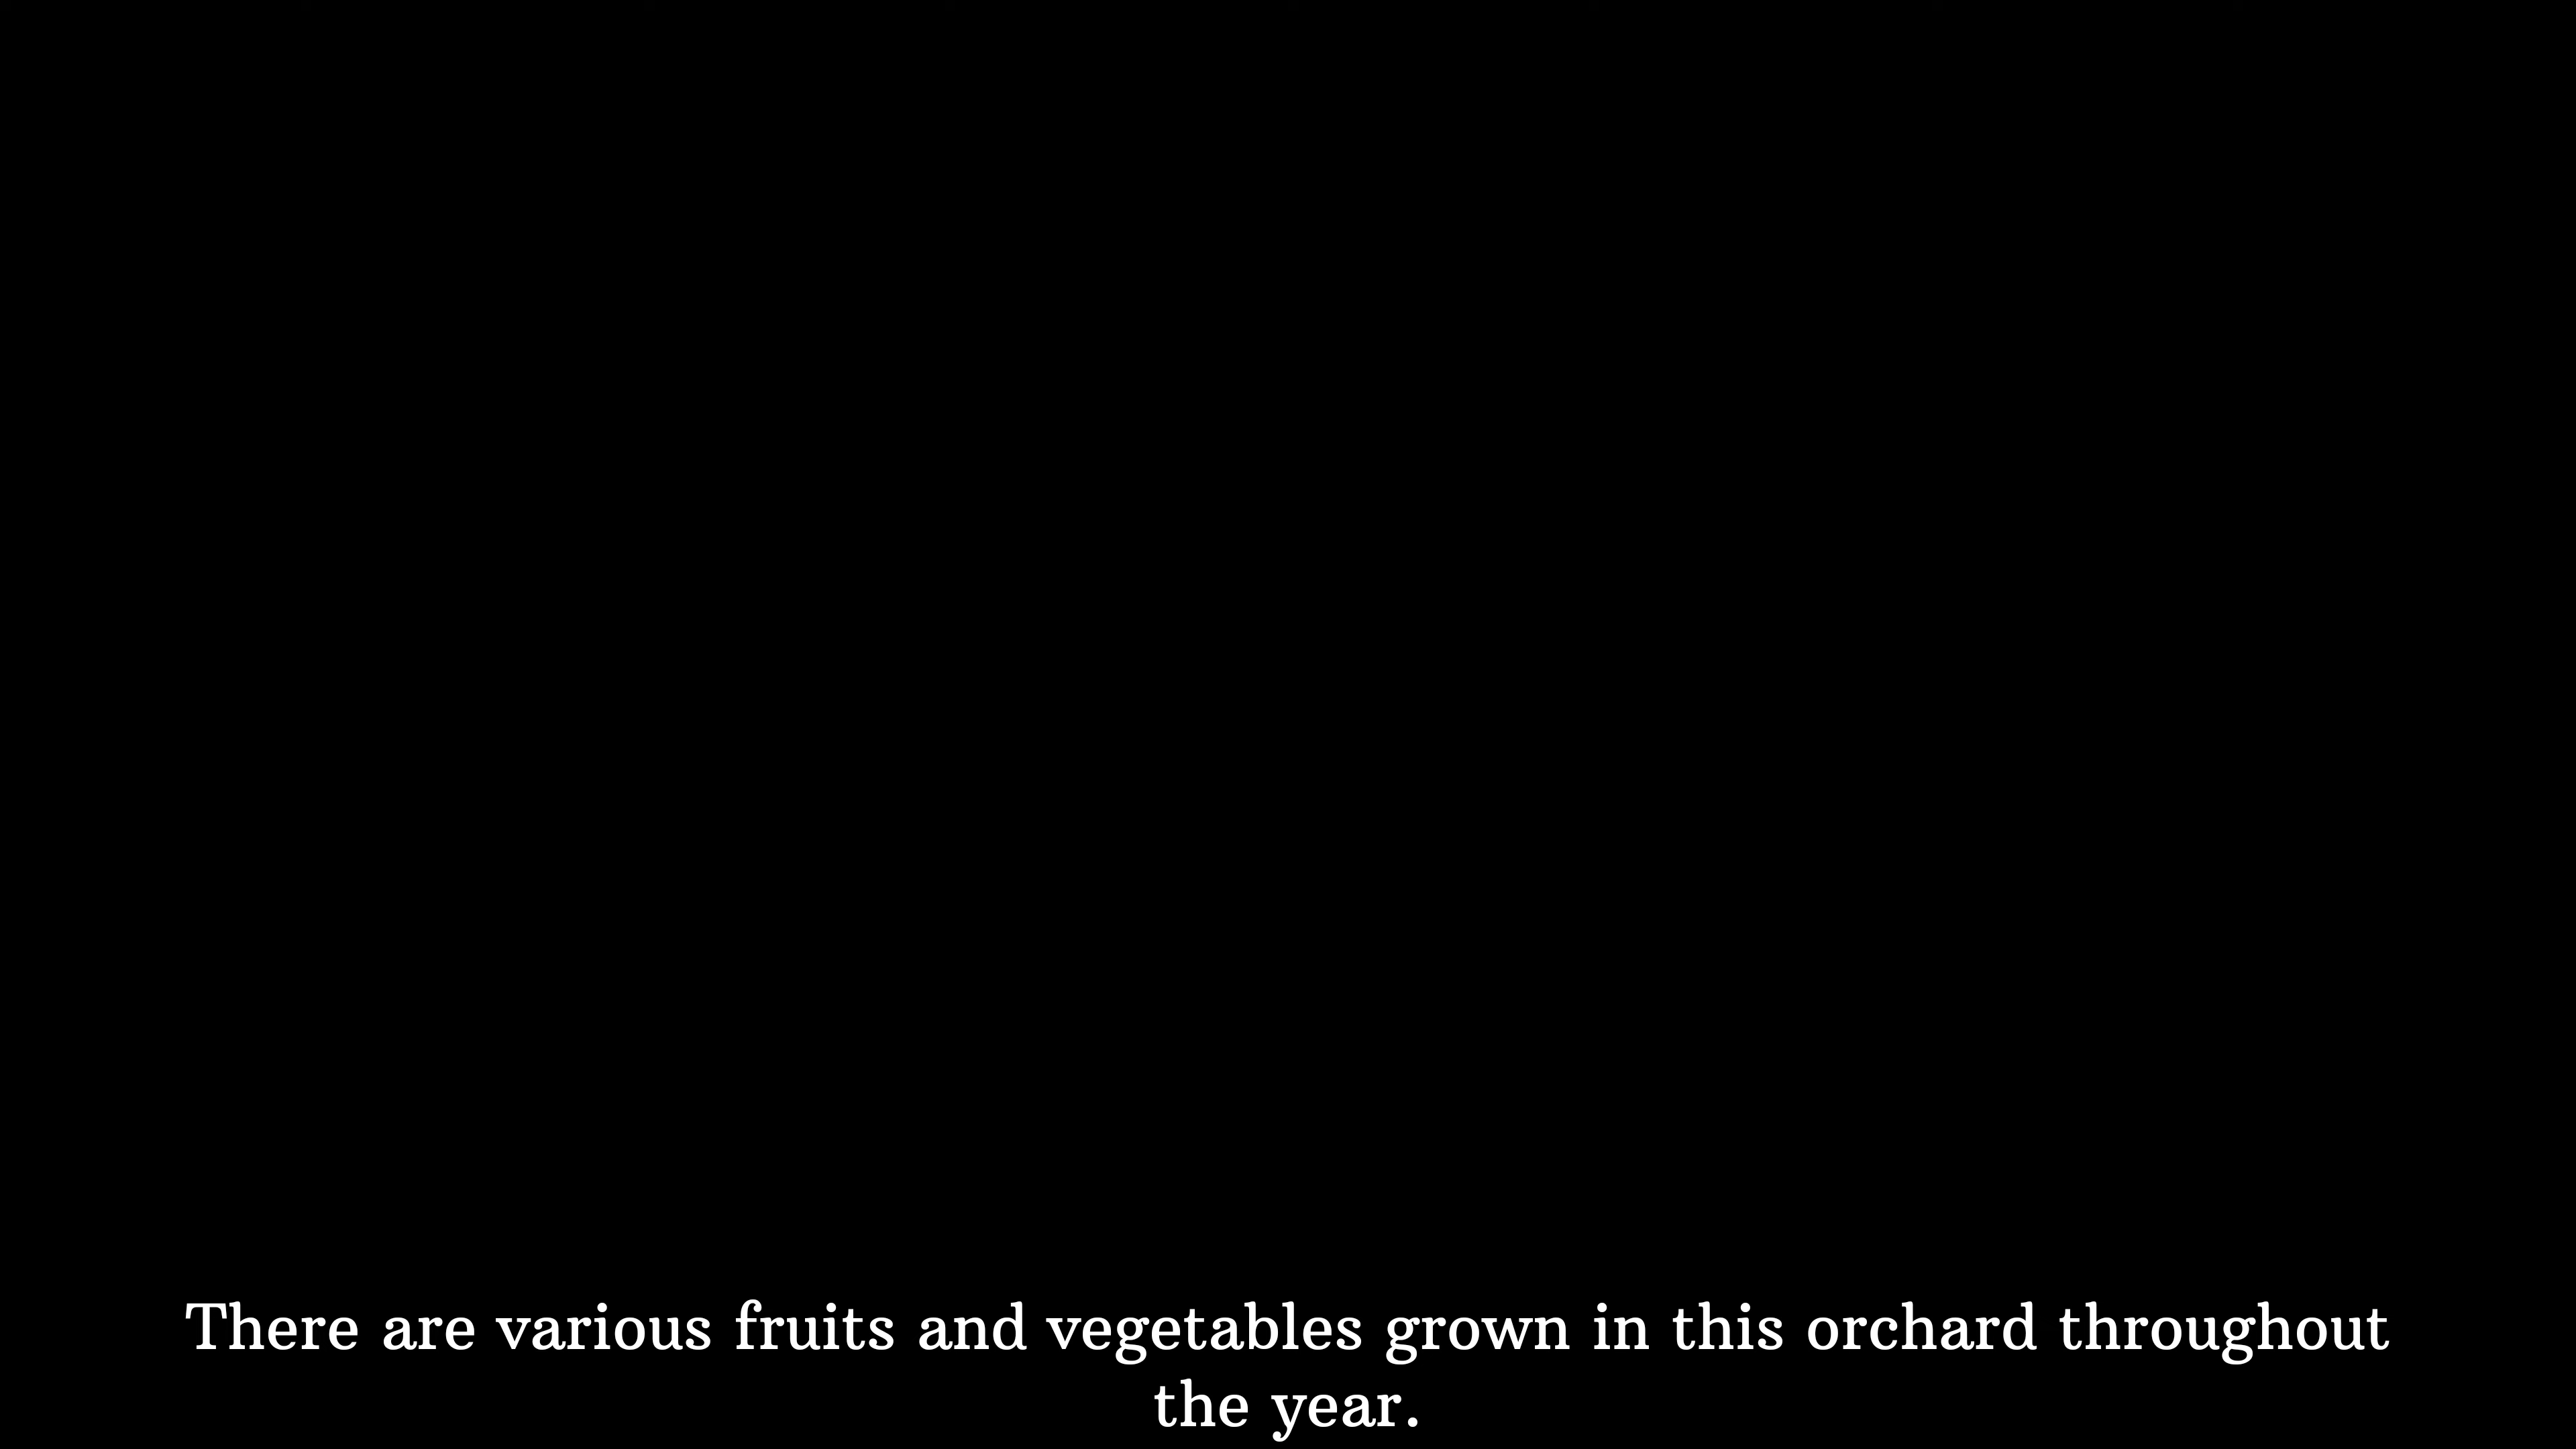 There are various fruits and vegetables grown in this orchard throughout
the year.